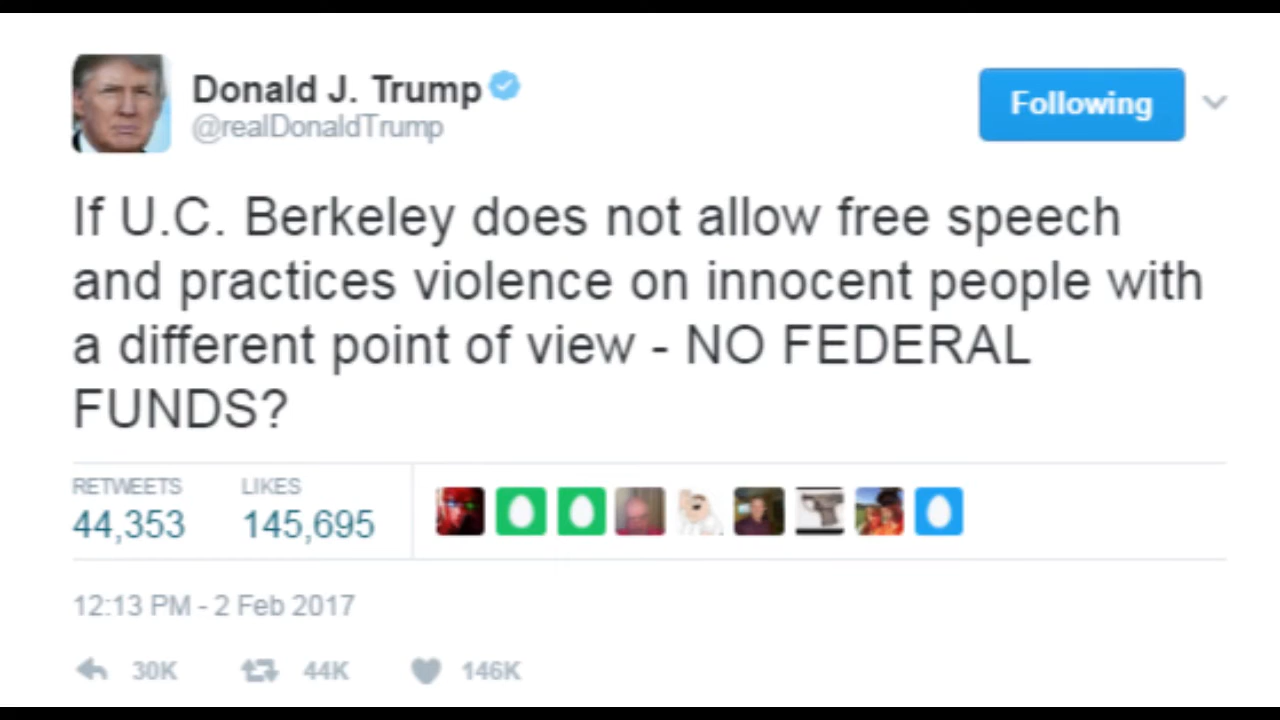 Donald J. Trump
@realDonaldTrump
Following
If U.C. Berkeley does not allow free speech
and practices violence on innocent people with
a different point of view - NO FEDERAL
FUNDS?
RETWEETS LIKES
44,353 145,695
12:13 PM - 2 Feb 2017
30K 44K 146K